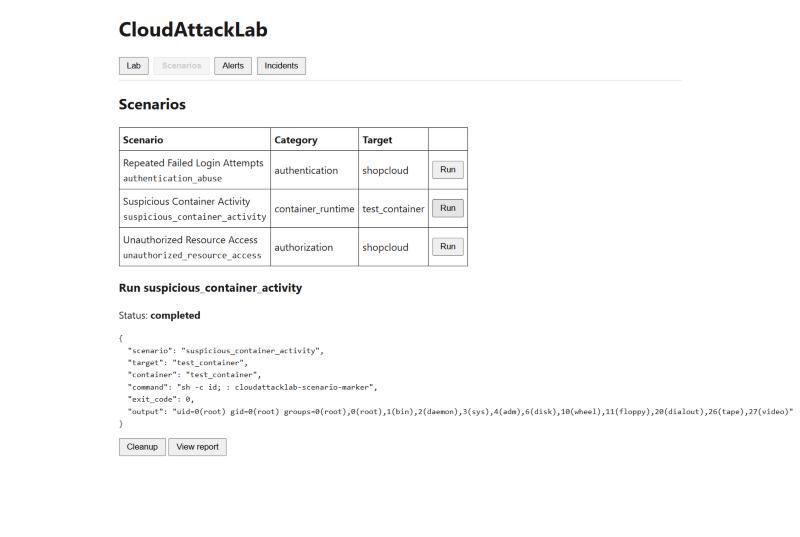 CloudAttackLab
Lab Scenarios Alerts Incidents
Scenarios
Scenario Category Target
Repeated Failed Login Attempts
authentication_abuse authentication shopcloud Run
Suspicious Container Activity
suspicious_container_activity container_runtime test_container Run
Unauthorized Resource Access
unauthorized_resource_access authorization shopcloud Run
Run suspicious_container_activity
Status: completed
{
"scenario": "suspicious_container_activity",
"target": "test_container",
"container": "test_container",
"command": "sh -c id; : cloudattacklab-scenario-marker",
"exit_code": 0,
"output": "uid=0(root) gid=0(root) groups=0(root),0(root),1(bin),2(daemon),3(sys),4(adm),6(disk),10(wheel),11(floppy),20(dialout),26(tape),27(video)"
}
Cleanup View report